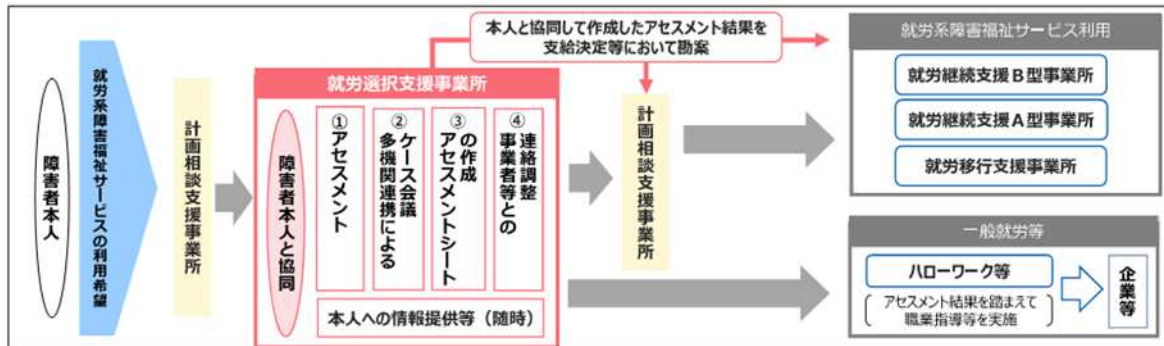 本人と協同して作成したアセスメント結果を
支給決定等において勘案
障害者本人
就労系障害福祉サービスの利用希望
計画相談支援事業所
就労選択支援事業所
障害者本人と協同
①
アセスメント
②
ケース会議
多機関連携による
③
の作成
アセスメントシート
④
連絡調整
事業者等との
本人への情報提供等（随時）
計画相談支援事業所
就労系障害福祉サービス利用
就労継続支援B型事業所
就労継続支援A型事業所
就労移行支援事業所
一般就労等
ハローワーク等
アセスメント結果を踏まえて
職業指導等を実施
企業等